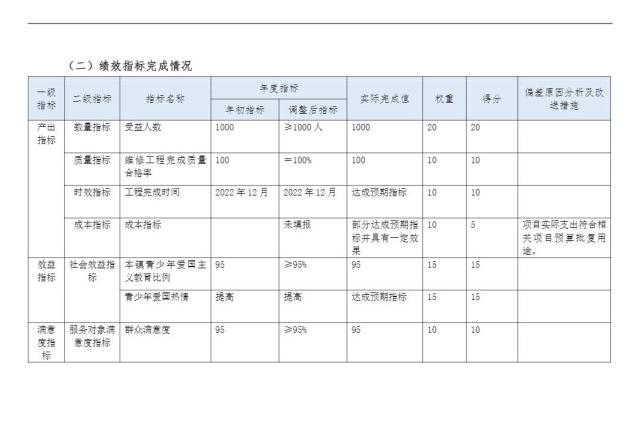 （二）绩效指标完成情况
一级指标 二级指标 指标名称 年度指标 实际完成值 权重 得分 偏差原因分析及改进措施
年初指标 调整后指标
产出指标 数量指标 受益人数 1000 ≥1000人 1000 20 20
质量指标 维修工程完成质量合格率 100 ＝100% 100 10 10
时效指标 工程完成时间 2022年12月 2022年12月 达成预期指标 10 10
成本指标 成本指标 未填报 部分达成预期指标并具有一定效果 10 5 项目实际支出符合相关项目预算批复用途。
效益指标 社会效益指标 本镇青少年爱国主义教育比例 95 ≥95% 95 15 15
青少年爱国热情 提高 提高 达成预期指标 15 15
满意度指标 服务对象满意度指标 群众满意度 95 ≥95% 95 10 10